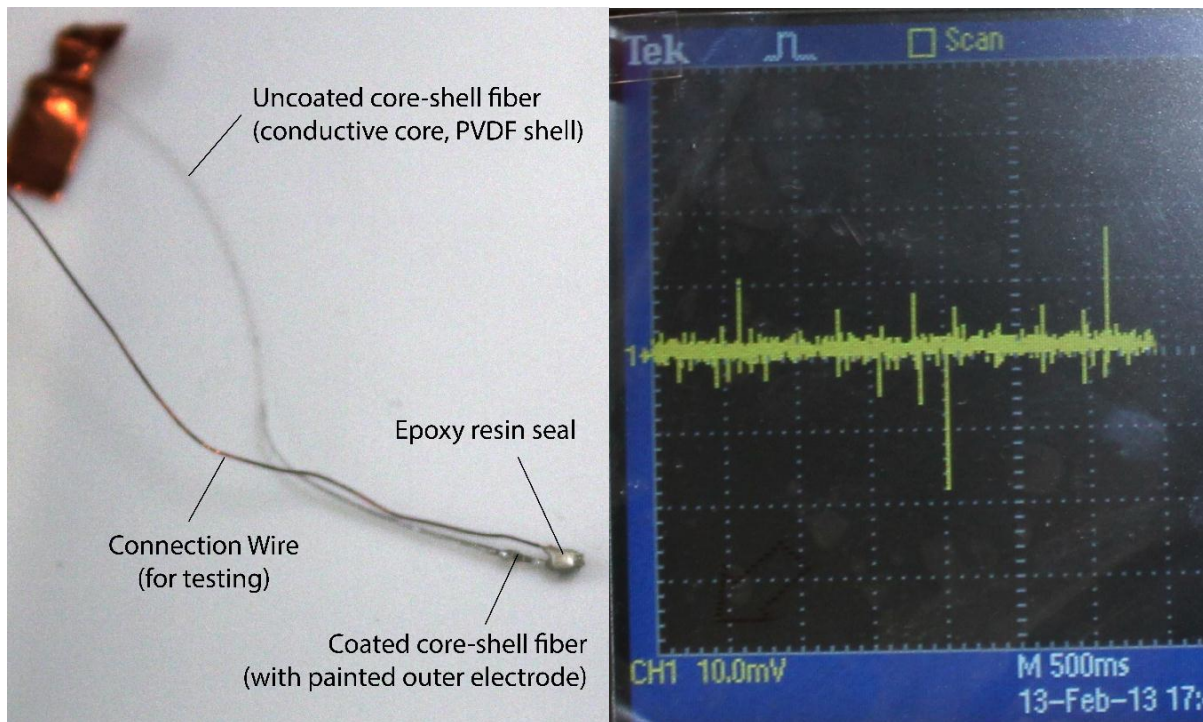 Uncoated core-shell fiber
(conductive core, PVDF shell)
Epoxy resin seal
Connection Wire
(for testing)
Coated core-shell fiber
(with painted outer electrode)
Tek
Scan
1
CH1 10.0mV
M 500ms
13-Feb-13 17: